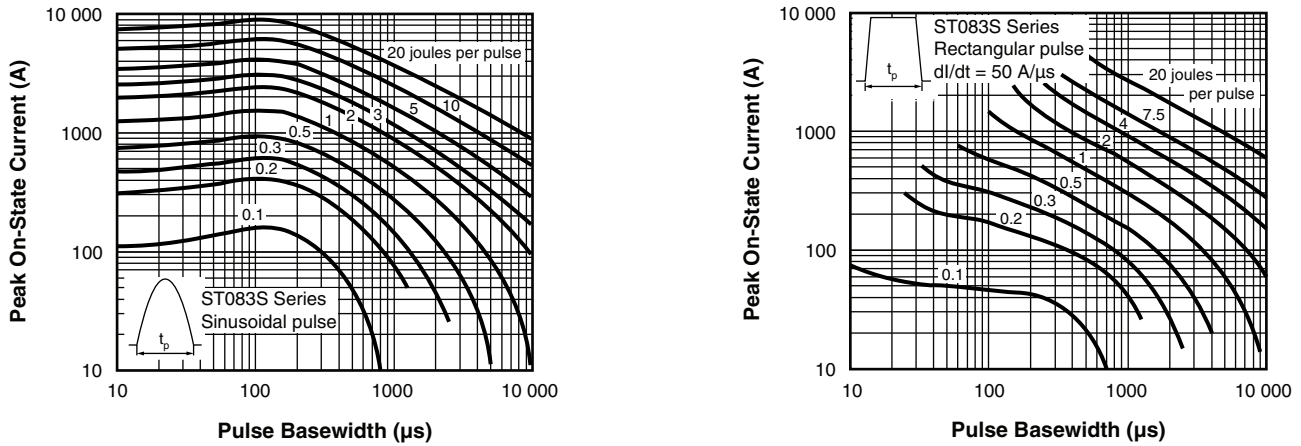 Peak On-State Current (A)
10 000
1000
100
10
20 joules per pulse
10
5
3
2
1
0.5
0.3
0.2
0.1
tp
ST083S Series
Sinusoidal pulse
10
100
1000
10 000
Pulse Basewidth (µs)
Peak On-State Current (A)
10 000
1000
100
10
tp
ST083S Series
Rectangular pulse
dI/dt = 50 A/µs
20 joules
per pulse
7.5
4
2
1
0.5
0.3
0.2
0.1
10
100
1000
10 000
Pulse Basewidth (µs)